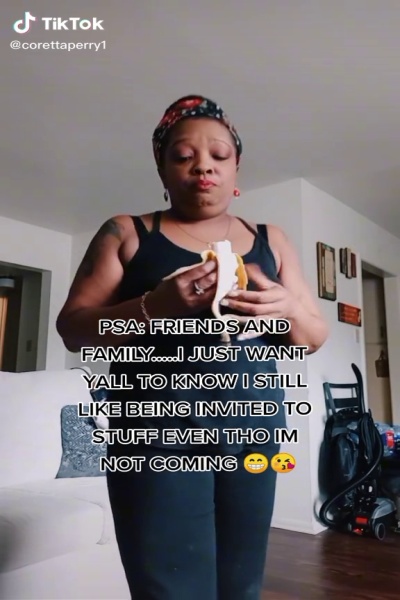 TikTok
@corettaperry1
PSA: FRIENDS AND
FAMILY.....I JUST WANT
YALL TO KNOW I STILL
LIKE BEING INVITED TO
STUFF EVEN THO IM
NOT COMING 😁😘